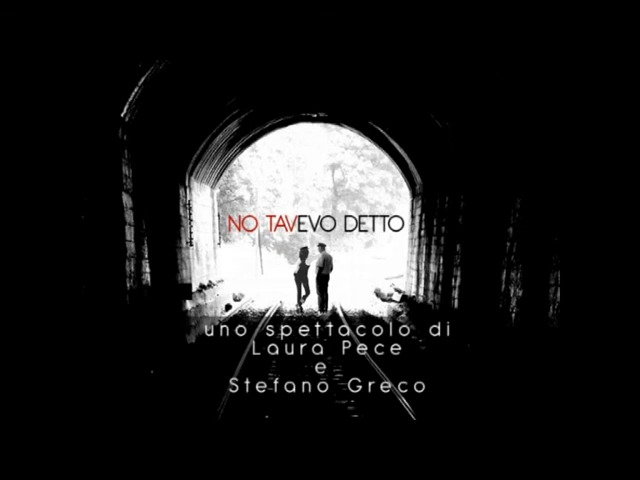 NO TAVEVO DETTO
uno spettacolo di
Laura Pece
e
Stefano Greco